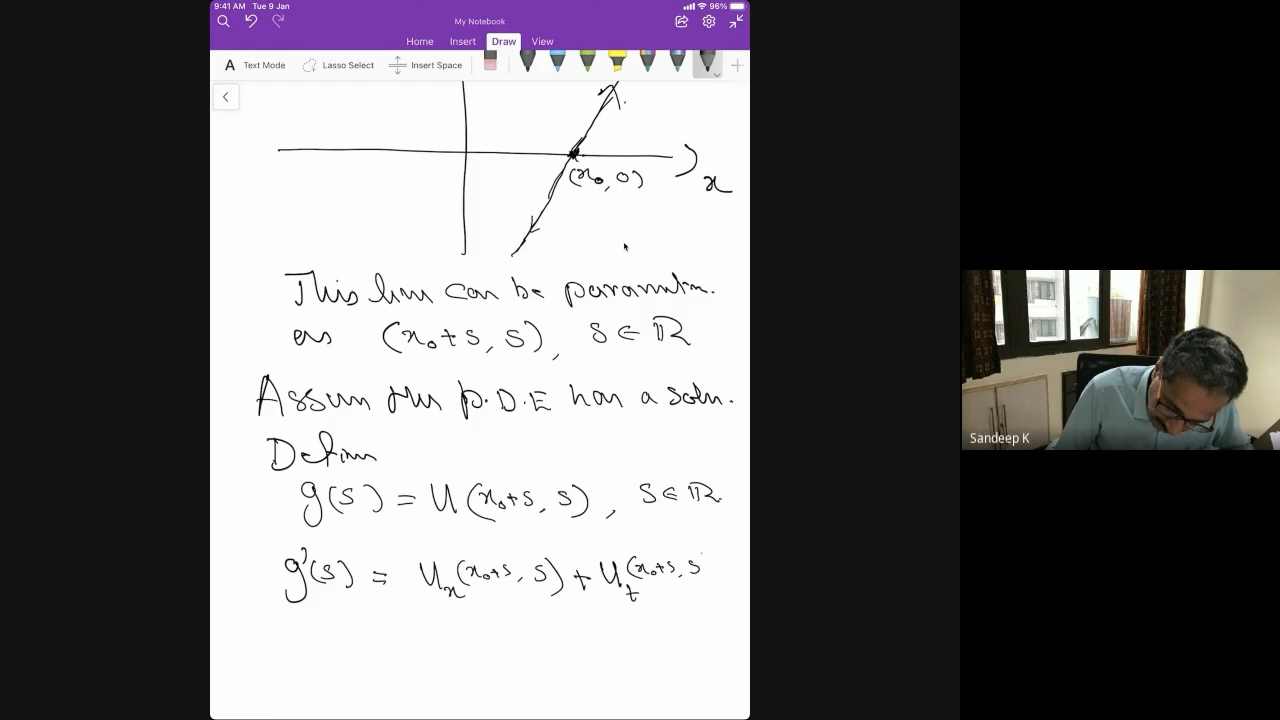 9:41 AM Tue 9 Jan
96%
My Notebook
Home Insert Draw View
A Text Mode Lasso Select Insert Space
(x₀, 0)
x
This line can be parametr.
as (x₀+s, s), s ∈ ℝ
Assume the P.D.E has a soln.
Define
g(s) = u(x₀+s, s), s ∈ ℝ
g'(s) = uₓ(x₀+s, s) + uₜ(x₀+s, s
Sandeep K